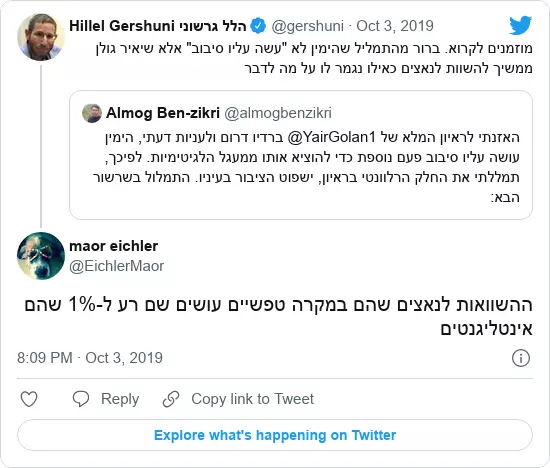 Hillel Gershuni הלל גרשוני @gershuni · Oct 3, 2019
מוזמנים לקרוא. ברור מהתמליל שהימין לא "עשה עליו סיבוב" אלא שיאיר גולן
ממשיך להשוות לנאצים כאילו נגמר לו על מה לדבר
Almog Ben-zikri @almogbenzikri
האזנתי לראיון המלא של @YairGolan1 ברדיו דרום ולעניות דעתי, הימין
עושה עליו סיבוב פעם נוספת כדי להוציא אותו ממעגל הלגיטימיות. לפיכך,
תמללתי את החלק הרלוונטי בראיון, ישפוט הציבור בעיניו. התמלול בשרשור
הבא:
maor eichler
@EichlerMaor
ההשוואות לנאצים שהם במקרה טפשיים עושים שם רע ל-1% שהם
אינטליגנטים
8:09 PM · Oct 3, 2019
Reply
Copy link to Tweet
Explore what's happening on Twitter